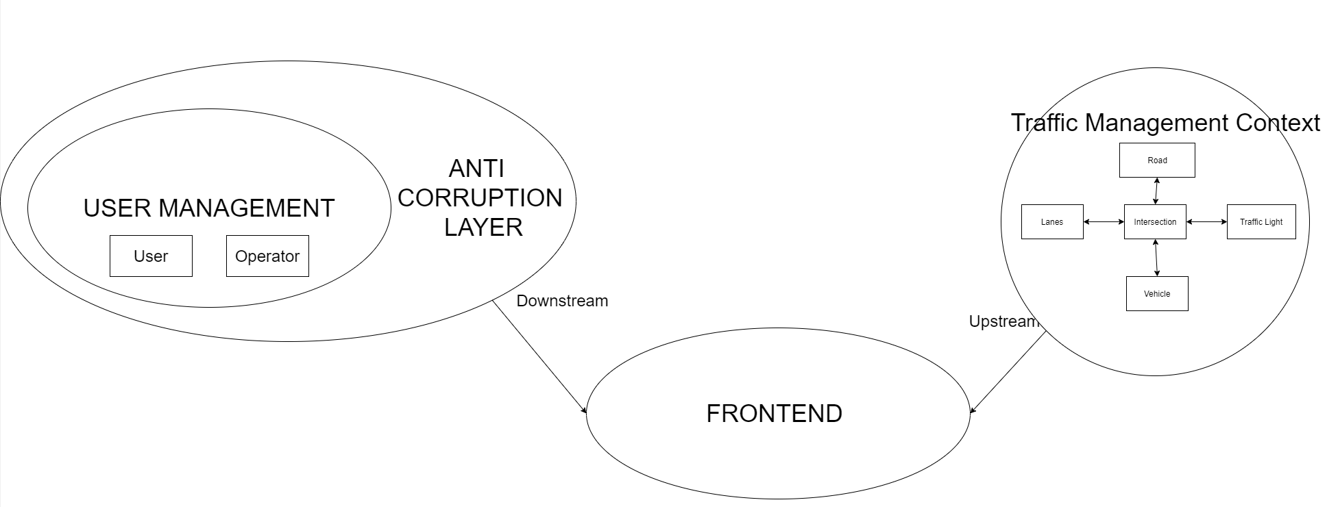 ANTI
CORRUPTION
LAYER
USER MANAGEMENT
User
Operator
Downstream
FRONTEND
Upstream
Traffic Management Context
Road
Lanes
Intersection
Traffic Light
Vehicle